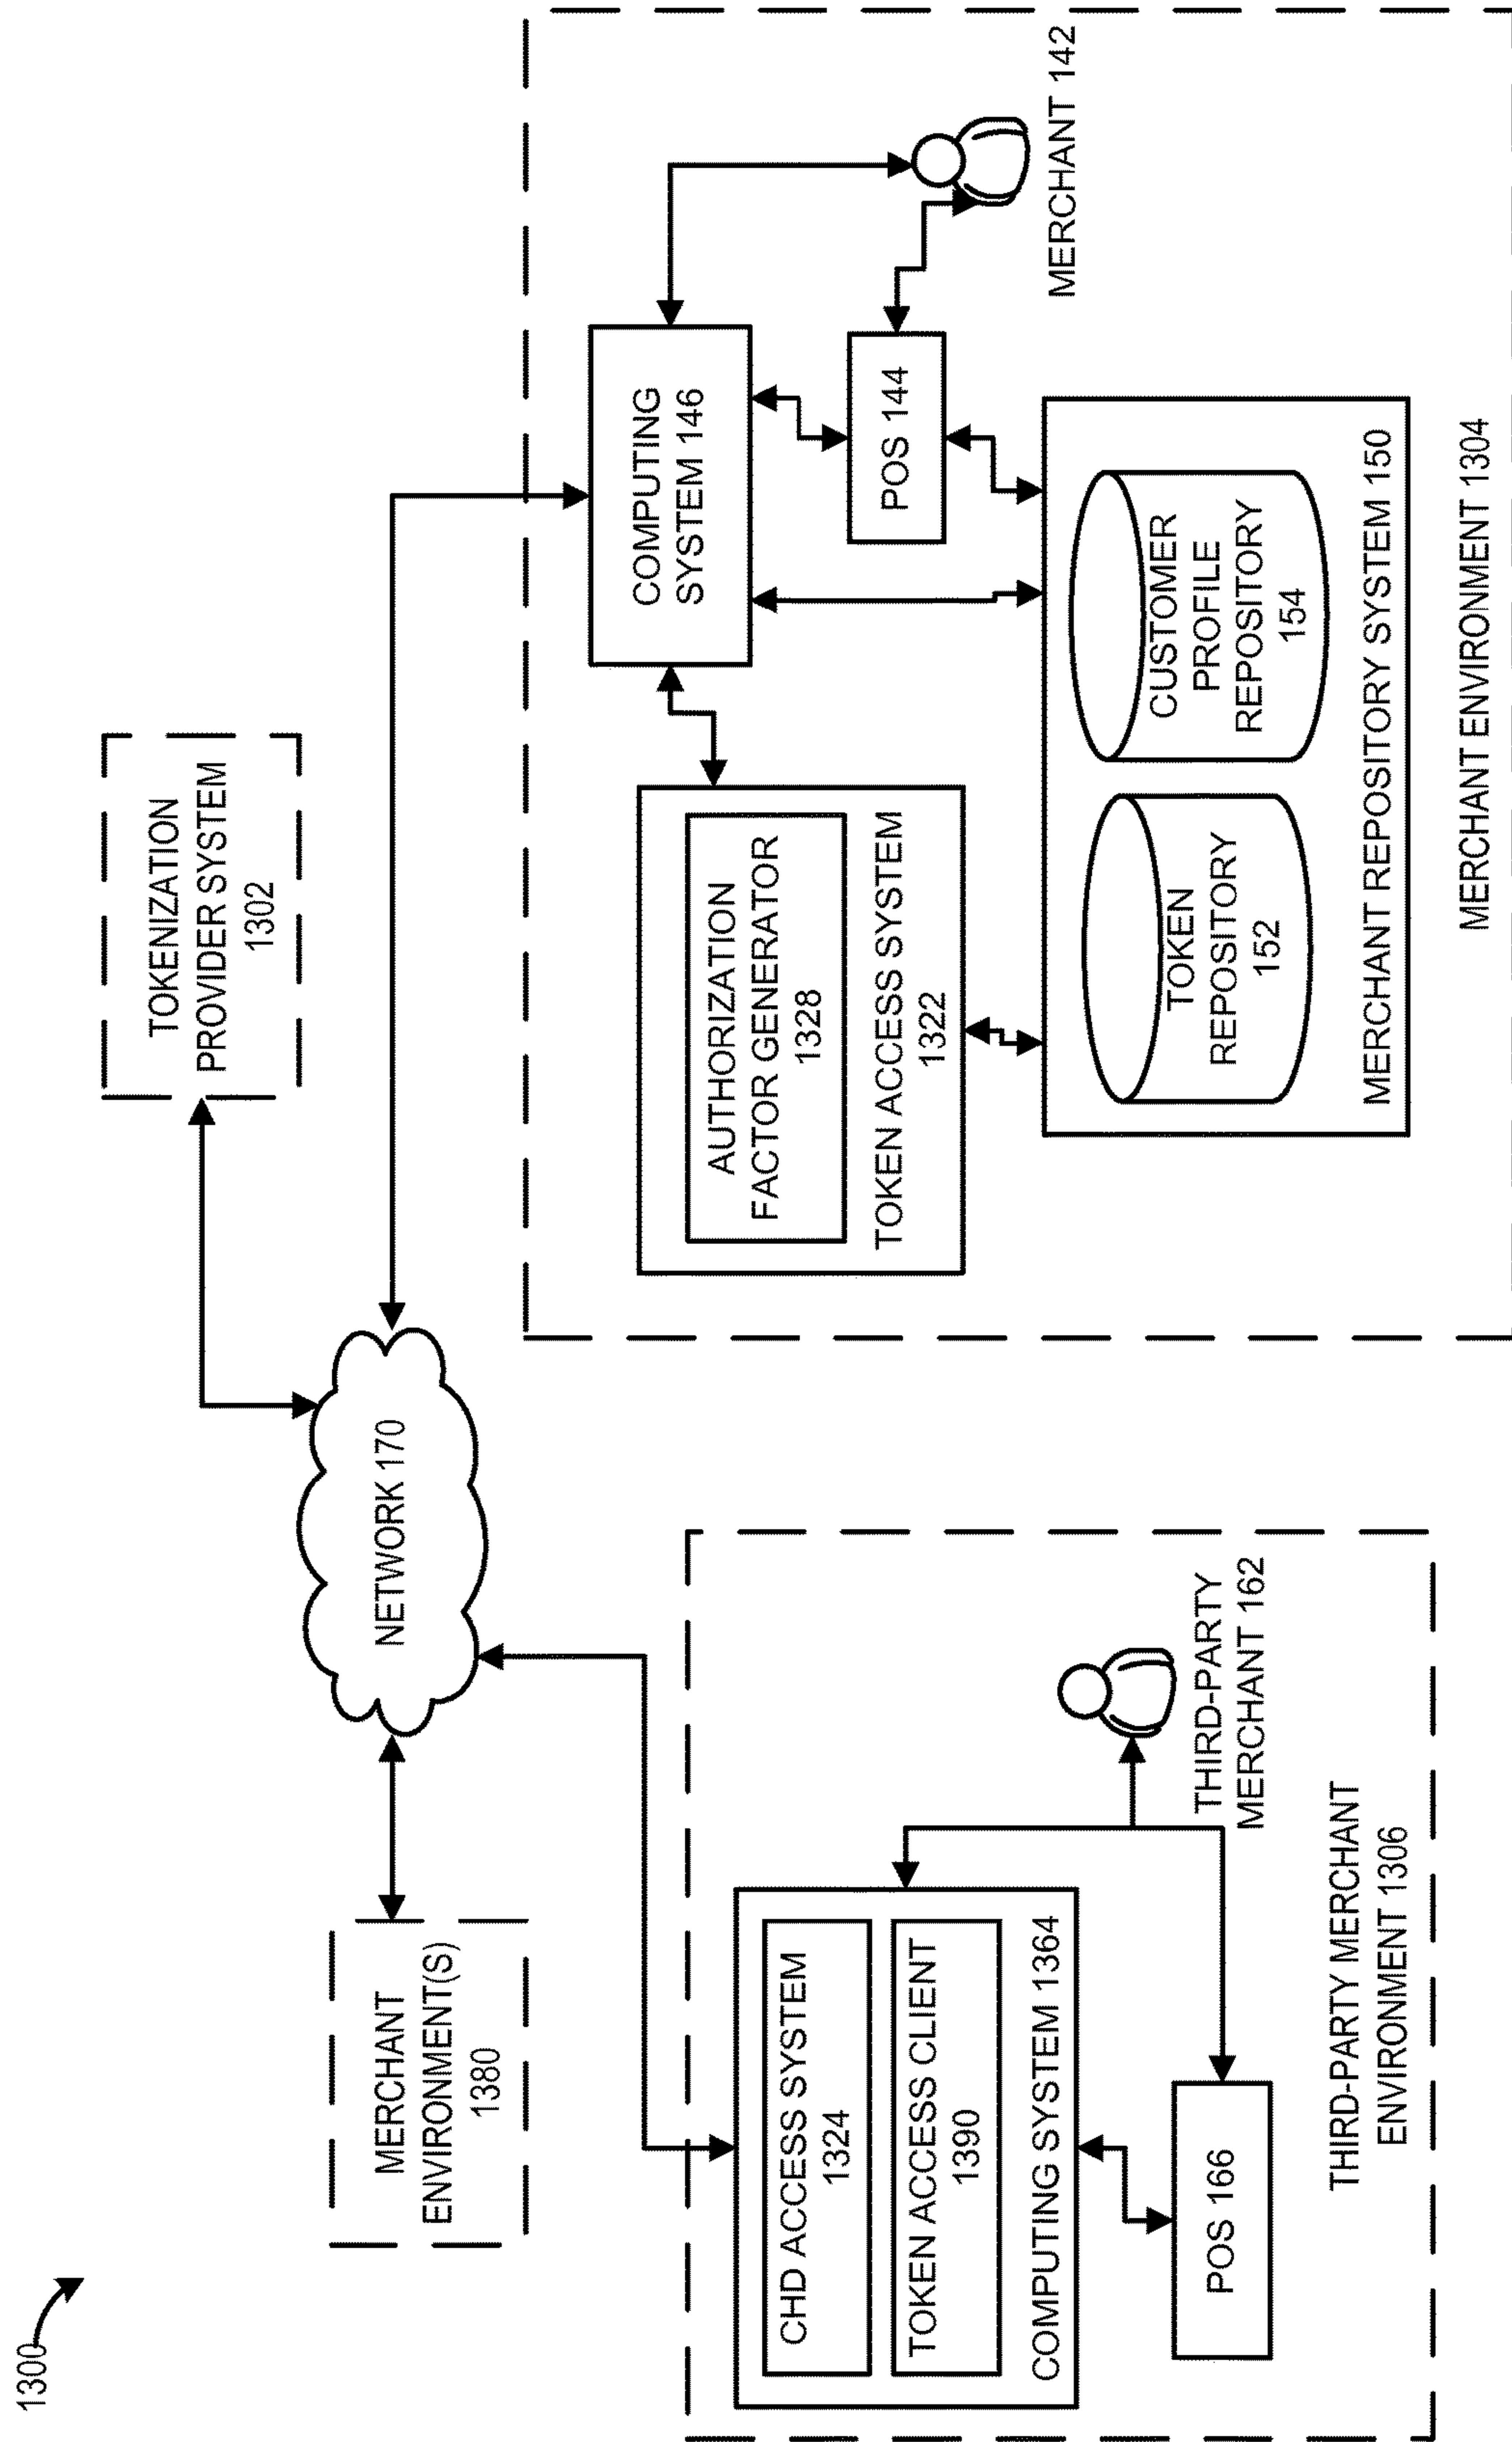 1300
TOKENIZATION
PROVIDER SYSTEM
1302
MERCHANT
ENVIRONMENT(S)
1380
NETWORK 170
CHD ACCESS SYSTEM
1324
TOKEN ACCESS CLIENT
1390
COMPUTING SYSTEM 1364
POS 166
THIRD-PARTY
MERCHANT 162
THIRD-PARTY MERCHANT
ENVIRONMENT 1306
AUTHORIZATION
FACTOR GENERATOR
1328
TOKEN ACCESS SYSTEM
1322
COMPUTING
SYSTEM 146
POS 144
MERCHANT 142
TOKEN
REPOSITORY
152
CUSTOMER
PROFILE
REPOSITORY
154
MERCHANT REPOSITORY SYSTEM 150
MERCHANT ENVIRONMENT 1304